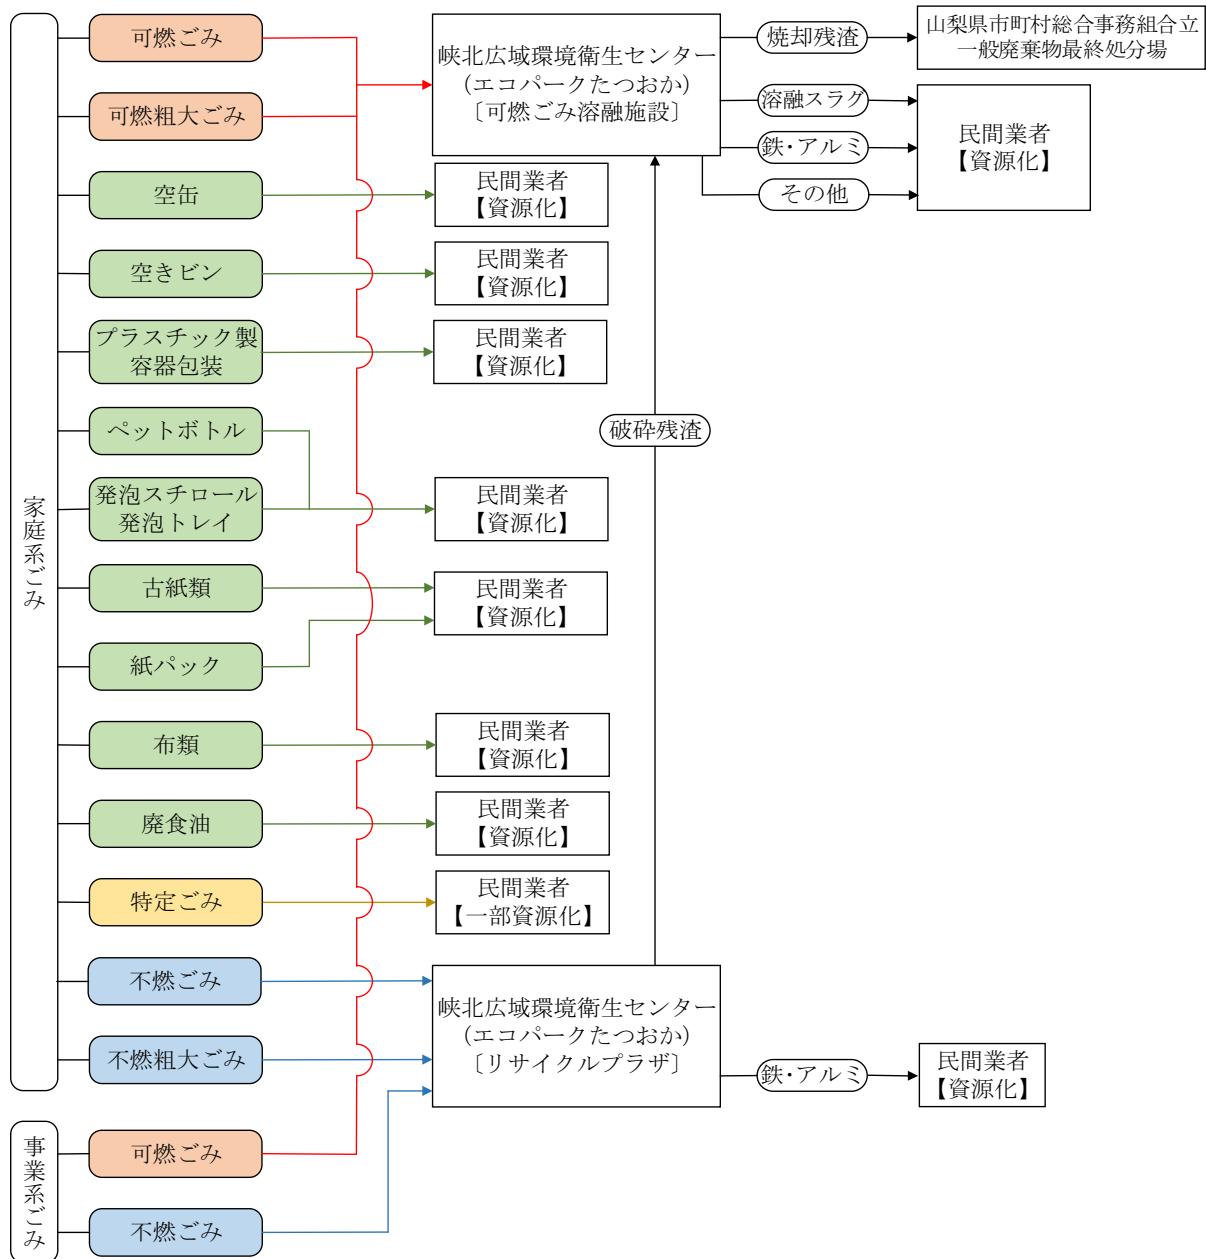 家庭系ごみ
可燃ごみ
可燃粗大ごみ
峡北広域環境衛生センター
(エコパークたつおか)
〔可燃ごみ溶融施設〕
焼却残渣
山梨県市町村総合事務組合立
一般廃棄物最終処分場
溶融スラグ
鉄・アルミ
その他
民間業者
【資源化】
空缶
民間業者
【資源化】
空きビン
民間業者
【資源化】
プラスチック製
容器包装
民間業者
【資源化】
ペットボトル
発泡スチロール
発泡トレイ
民間業者
【資源化】
破砕残渣
古紙類
紙パック
民間業者
【資源化】
布類
民間業者
【資源化】
廃食油
民間業者
【資源化】
特定ごみ
民間業者
【一部資源化】
不燃ごみ
不燃粗大ごみ
峡北広域環境衛生センター
(エコパークたつおか)
〔リサイクルプラザ〕
鉄・アルミ
民間業者
【資源化】
事業系ごみ
可燃ごみ
不燃ごみ